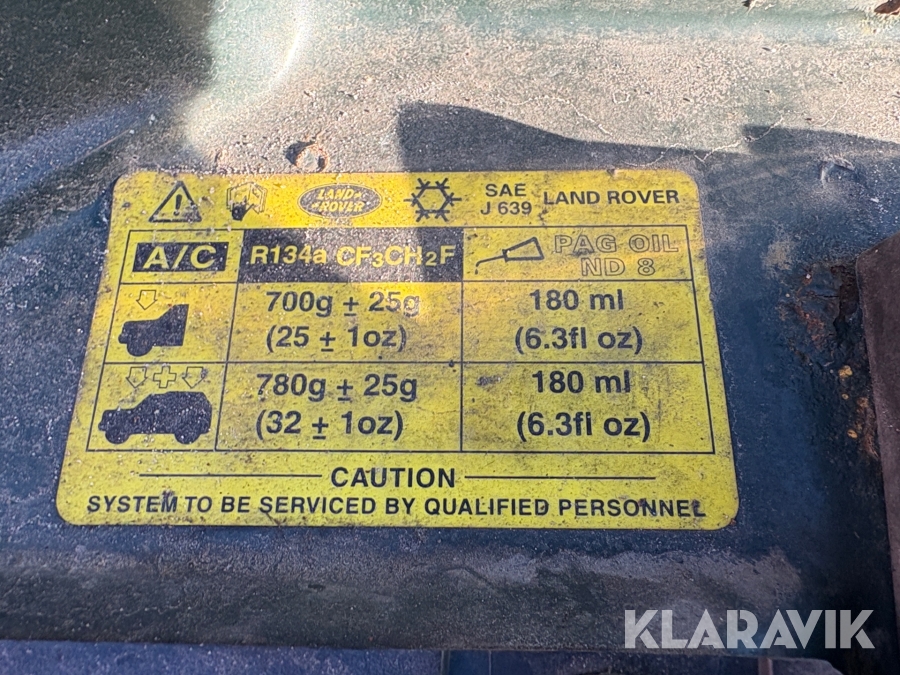 LAND ROVER
SAE J 639
LAND ROVER
A/C
R134a CF₃CH₂F
PAG OIL
ND 8
700g ± 25g
(25 ± 1oz)
180 ml
(6.3fl oz)
780g ± 25g
(32 ± 1oz)
180 ml
(6.3fl oz)
CAUTION
SYSTEM TO BE SERVICED BY QUALIFIED PERSONNEL
KLARAVIK